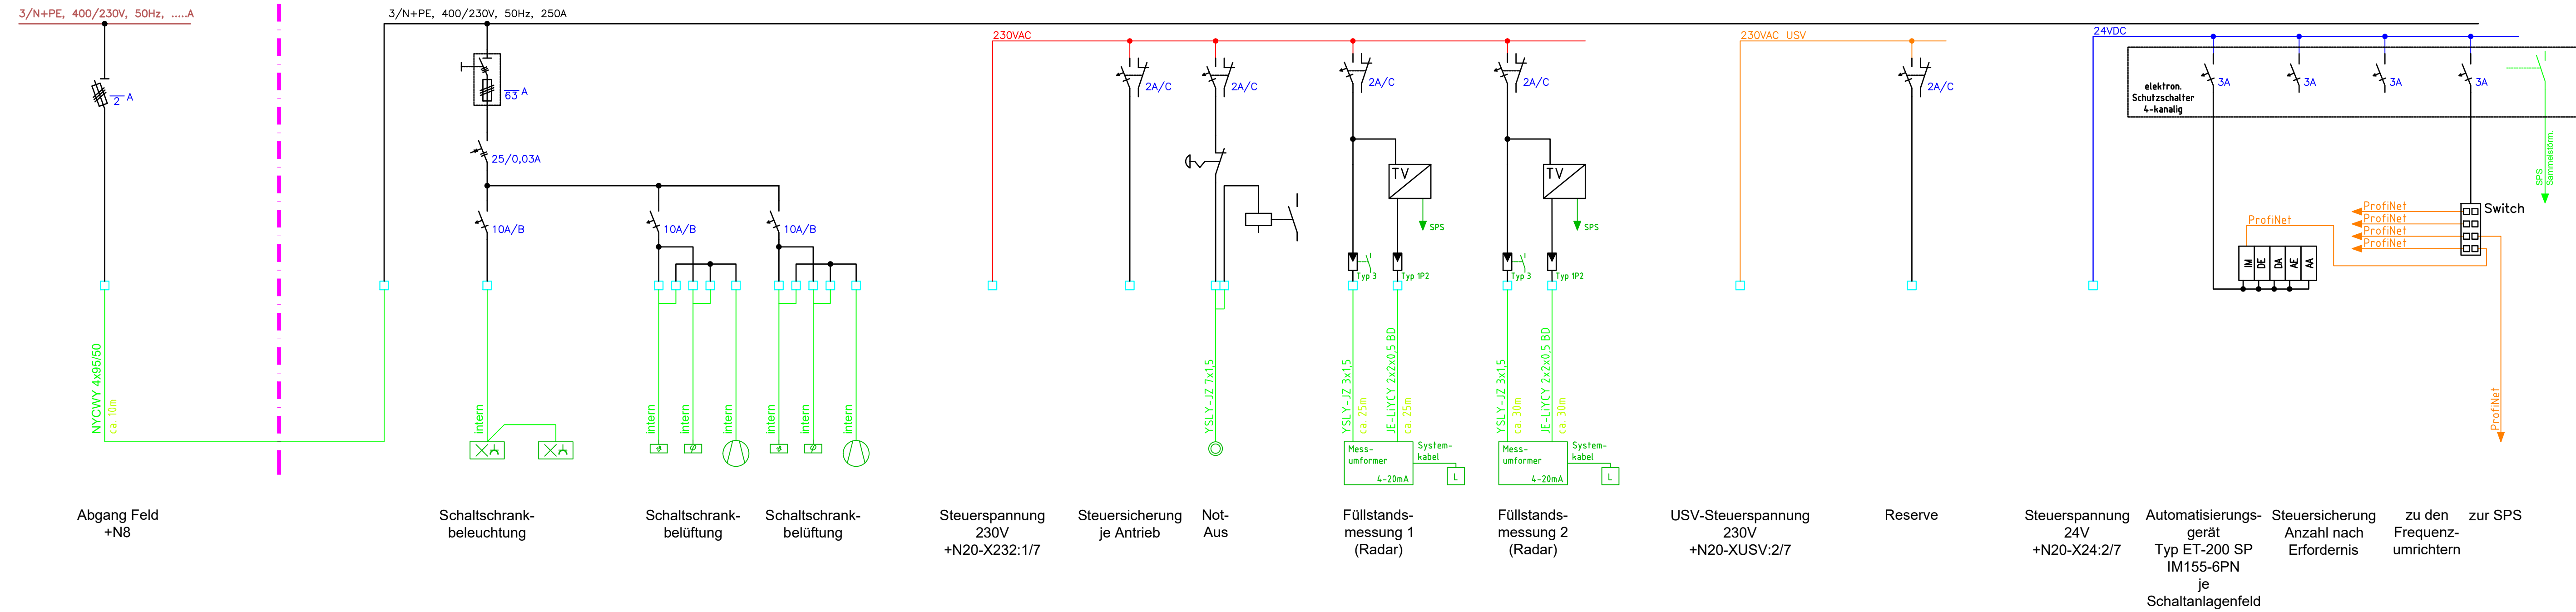 3/N+PE, 400/230V, 50Hz, .....A
3/N+PE, 400/230V, 50Hz, 250A
230VAC
230VAC USV
24VDC
2 A
63 A
25/0,03A
10A/B
10A/B
10A/B
2A/C
2A/C
2A/C
2A/C
2A/C
elektron.
Schutzschalter
4-kanalig
3A
3A
3A
3A
SPS
Sammelstörm.
TV
SPS
TV
SPS
Typ 3
Typ 1P2
Typ 3
Typ 1P2
ProfiNet
ProfiNet
ProfiNet
ProfiNet
ProfiNet
Switch
IM
DE
DA
AE
AA
ProfiNet
NYCWY 4x95/50
ca. 10m
intern
intern
intern
intern
intern
intern
intern
YSLY-JZ 7x1,5
YSLY-JZ 3x1,5
ca. 25m
JE-LiYCY 2x2x0,5 BD
ca. 25m
YSLY-JZ 3x1,5
ca. 30m
JE-LiYCY 2x2x0,5 BD
ca. 30m
Mess-
umformer
4-20mA
System-
kabel
L
Mess-
umformer
4-20mA
System-
kabel
L
Abgang Feld
+N8
Schaltschrank-
beleuchtung
Schaltschrank-
belüftung
Schaltschrank-
belüftung
Steuerspannung
230V
+N20-X232:1/7
Steuersicherung
je Antrieb
Not-
Aus
Füllstands-
messung 1
(Radar)
Füllstands-
messung 2
(Radar)
USV-Steuerspannung
230V
+N20-XUSV:2/7
Reserve
Steuerspannung
24V
+N20-X24:2/7
Automatisierungs-
gerät
Typ ET-200 SP
IM155-6PN
je
Schaltanlagenfeld
Steuersicherung
Anzahl nach
Erfordernis
zu den
Frequenz-
umrichtern
zur SPS